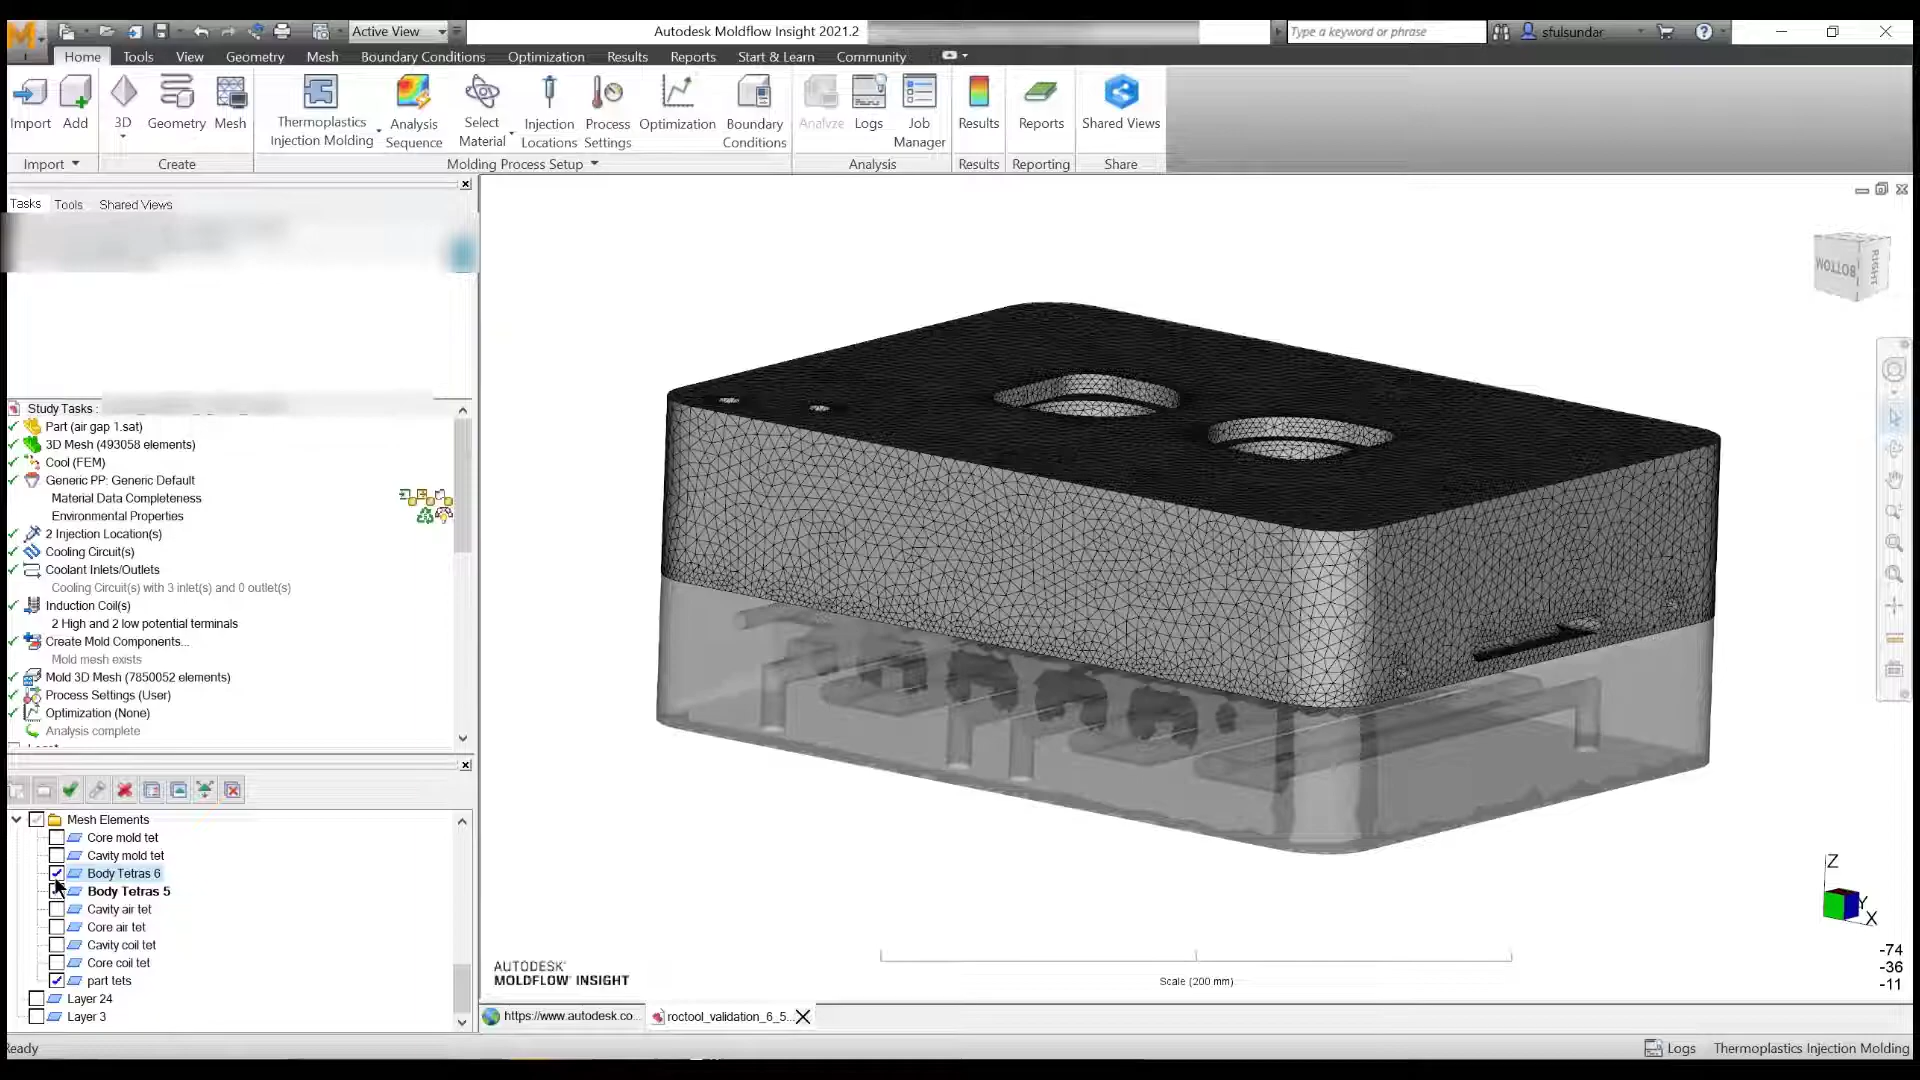 Active View
Autodesk Moldflow Insight 2021.2
Type a keyword or phrase
sfulsundar
Home
Tools
View
Geometry
Mesh
Boundary Conditions
Optimization
Results
Reports
Start & Learn
Community
Import
Add
3D
Geometry
Mesh
Thermoplastics
Injection Molding
Analysis
Sequence
Select
Material
Injection
Locations
Process
Settings
Optimization
Boundary
Conditions
Analyze
Logs
Job
Manager
Results
Reports
Shared Views
Import
Create
Molding Process Setup
Analysis
Results
Reporting
Share
Tasks
Tools
Shared Views
Study Tasks :
Part (air gap 1.sat)
3D Mesh (493058 elements)
Cool (FEM)
Generic PP: Generic Default
Material Data Completeness
Environmental Properties
2 Injection Location(s)
Cooling Circuit(s)
Coolant Inlets/Outlets
Cooling Circuit(s) with 3 inlet(s) and 0 outlet(s)
Induction Coil(s)
2 High and 2 low potential terminals
Create Mold Components...
Mold mesh exists
Mold 3D Mesh (7850052 elements)
Process Settings (User)
Optimization (None)
Analysis complete
Mesh Elements
Core mold tet
Cavity mold tet
Body Tetras 6
Body Tetras 5
Cavity air tet
Core air tet
Cavity coil tet
Core coil tet
part tets
Layer 24
Layer 3
BOTTOM
RIGHT
Z
Y
X
-74
-36
-11
AUTODESK
MOLDFLOW INSIGHT
Scale (200 mm)
https://www.autodesk.co...
roctool_validation_6_5...
Ready
Logs
Thermoplastics Injection Molding